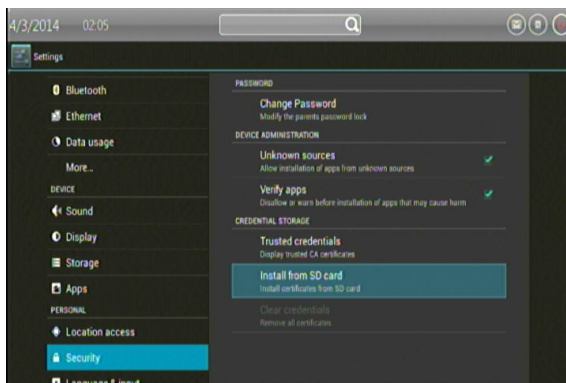 4/3/2014 02:05
Settings
Bluetooth
Ethernet
Data usage
More...
DEVICE
Sound
Display
Storage
Apps
PERSONAL
Location access
Security
Language & input
PASSWORD
Change Password
Modify the parents password lock
DEVICE ADMINISTRATION
Unknown sources
Allow installation of apps from unknown sources
Verify apps
Disallow or warn before installation of apps that may cause harm
CREDENTIAL STORAGE
Trusted credentials
Display trusted CA certificates
Install from SD card
Install certificates from SD card
Clear credentials
Remove all certificates